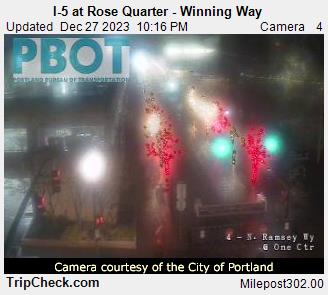 I-5 at Rose Quarter - Winning Way
Updated Dec 27 2023 10:16 PM Camera 4
PBOT
PORTLAND BUREAU OF TRANSPORTATION
4 - N. Ramsey Wy
@ One Ctr
Camera courtesy of the City of Portland
TripCheck.com Milepost302.00